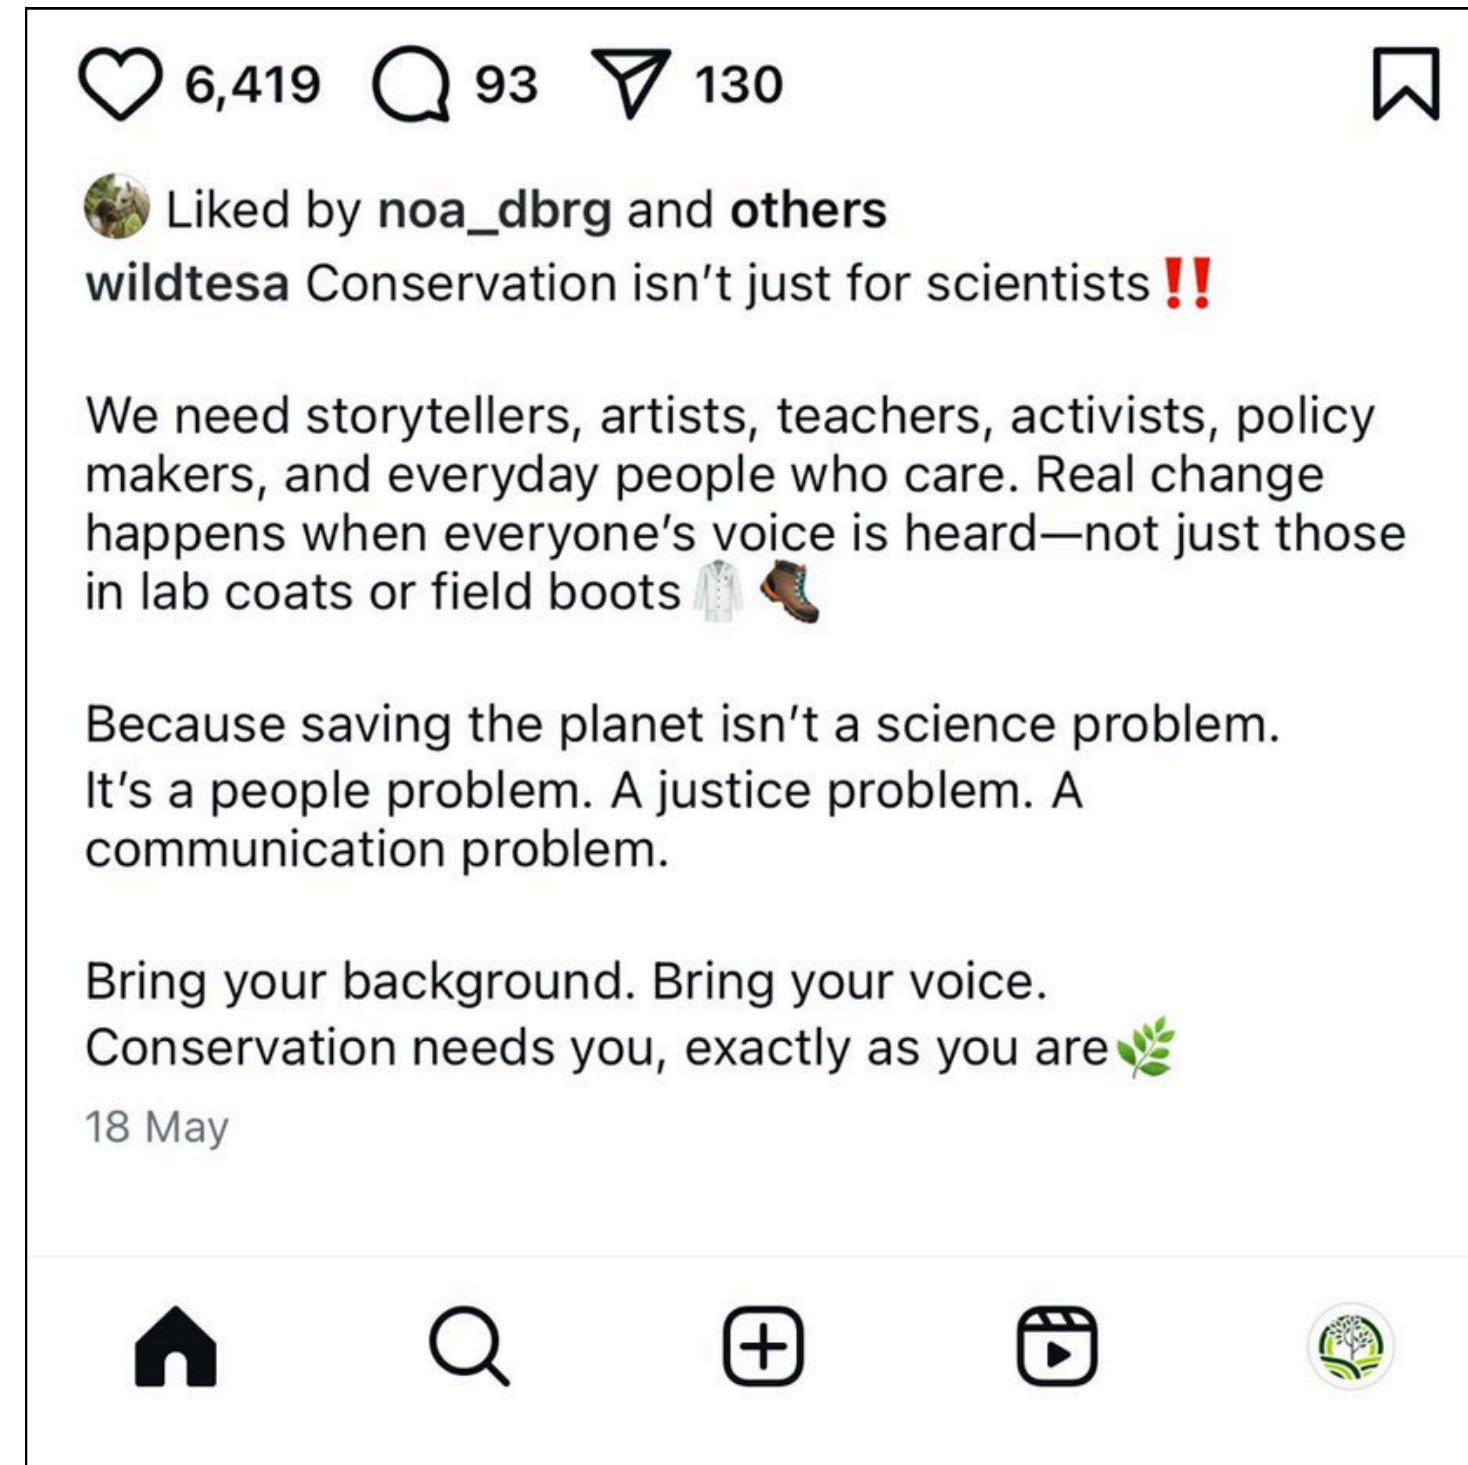 6,419 93 130
Liked by noa_dbrg and others
wildtesa Conservation isn't just for scientists‼️
We need storytellers, artists, teachers, activists, policy
makers, and everyday people who care. Real change
happens when everyone's voice is heard—not just those
in lab coats or field boots🥼🥾
Because saving the planet isn't a science problem.
It's a people problem. A justice problem. A
communication problem.
Bring your background. Bring your voice.
Conservation needs you, exactly as you are🌿
18 May